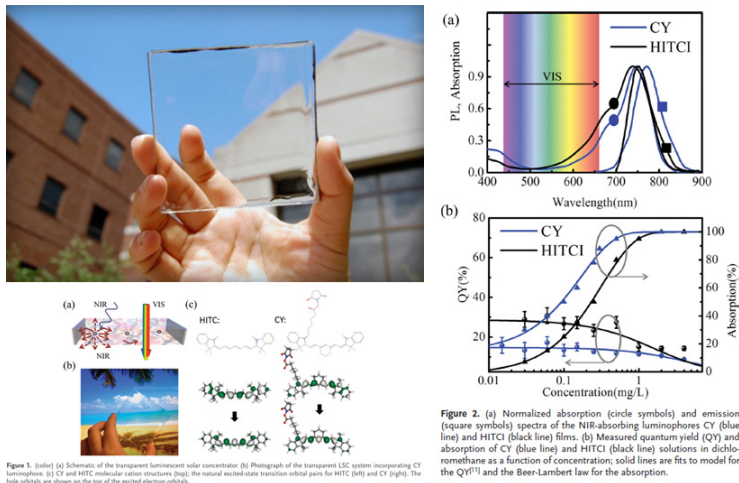 (a)
NIR
VIS
NIR
(b)
(c)
HITC:
CY:
Figure 1. (color) (a) Schematic of the transparent luminescent solar concentrator (b) Photograph of the transparent LSC system incorporating CY
luminophore. (c) CY and HITC molecular cation structures (top); the natural excited-state transition orbital pairs for HITC (left) and CY (right). The
hole orbitals are shown on the top of the excited electron orbitals.
(a)
PL, Absorption
0.9
0.6
0.3
0.0
VIS
CY
HITCI
400 500 600 700 800 900
Wavelength(nm)
(b)
QY(%)
80
60
40
20
CY
HITCI
Absorption(%)
100
80
60
40
20
0
0.01 0.1 1
Concentration(mg/L)
Figure 2. (a) Normalized absorption (circle symbols) and emission
(square symbols) spectra of the NIR-absorbing luminophores CY (blue
line) and HITCI (black line) films. (b) Measured quantum yield (QY) and
absorption of CY (blue line) and HITCI (black line) solutions in dichlo-
romethane as a function of concentration; solid lines are fits to model for
the QY[11] and the Beer-Lambert law for the absorption.